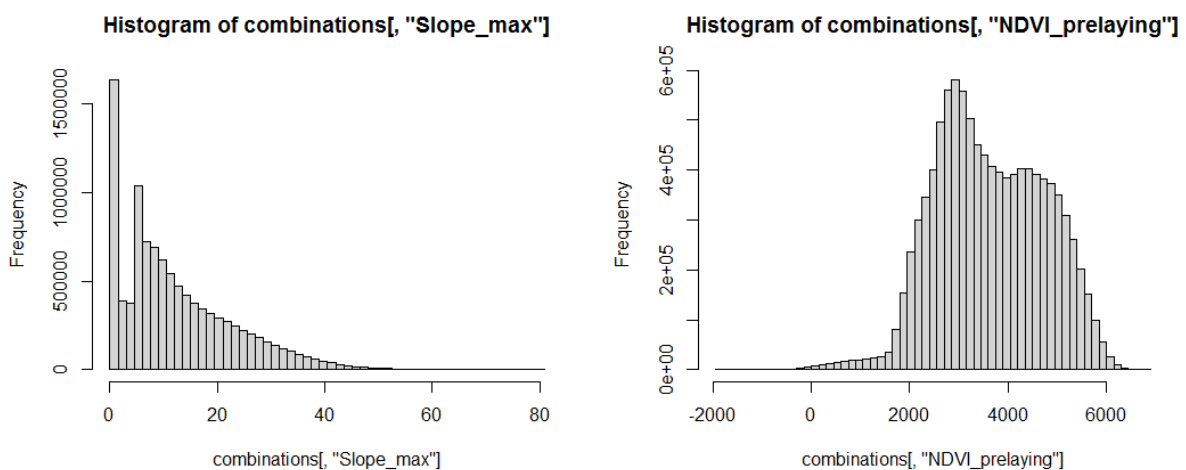 Histogram of combinations[, "Slope_max"]
Frequency
0
500000
1000000
1500000
0 20 40 60 80
combinations[, "Slope_max"]
Histogram of combinations[, "NDVI_prelaying"]
Frequency
0e+00
2e+05
4e+05
6e+05
-2000 0 2000 4000 6000
combinations[, "NDVI_prelaying"]